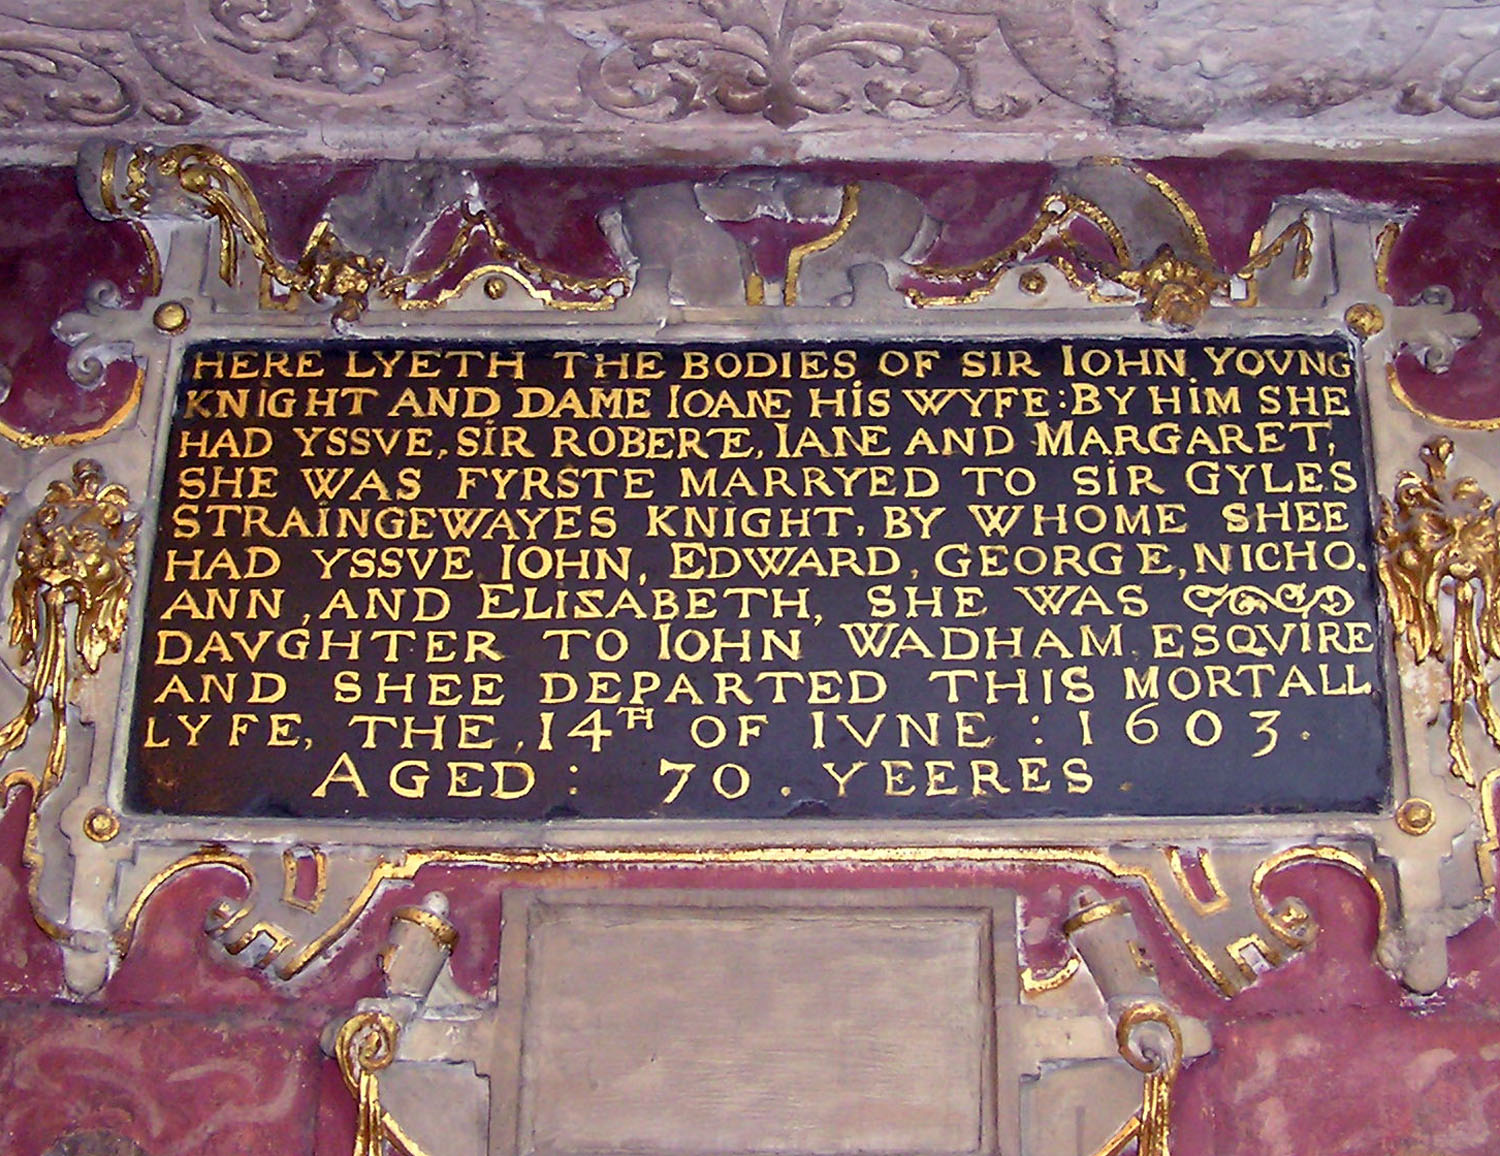 HERE LYETH THE BODIES OF SIR IOHN YOVNG
KNIGHT AND DAME IOANE HIS WYFE: BY HIM SHE
HAD YSSVE, SIR ROBERTE, IANE AND MARGARET,
SHE WAS FYRSTE MARRYED TO SIR GYLES
STRAINGEWAYES KNIGHT, BY WHOME SHEE
HAD YSSVE IOHN, EDWARD, GEORGE, NICHO.
ANN, AND ELISABETH, SHE WAS
DAVGHTER TO IOHN WADHAM ESQVIRE
AND SHEE DEPARTED THIS MORTALL
LYFE, THE, 14TH OF IVNE : 1603.
AGED : 70 . YEERES .